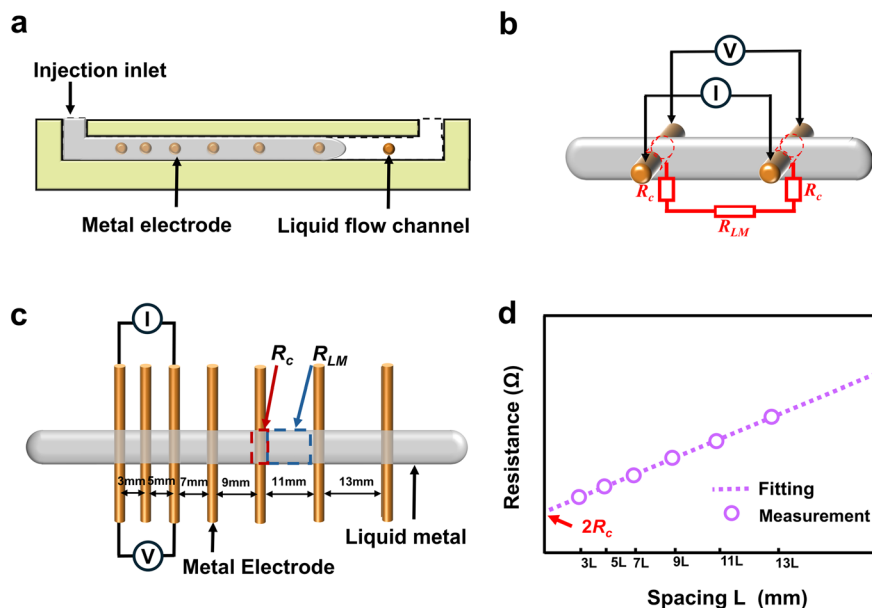 a
Injection inlet
Metal electrode
Liquid flow channel
b
V
I
Rc
Rc
RLM
c
I
Rc
RLM
3mm
5mm
7mm
9mm
11mm
13mm
V
Metal Electrode
Liquid metal
d
Resistance (Ω)
2Rc
Fitting
Measurement
3L
5L
7L
9L
11L
13L
Spacing L (mm)